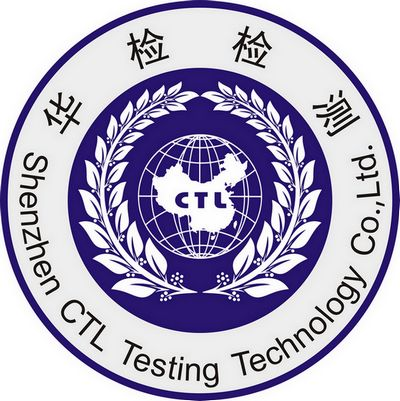 华检检测
CTL
Shenzhen CTL Testing Technology Co.,Ltd.